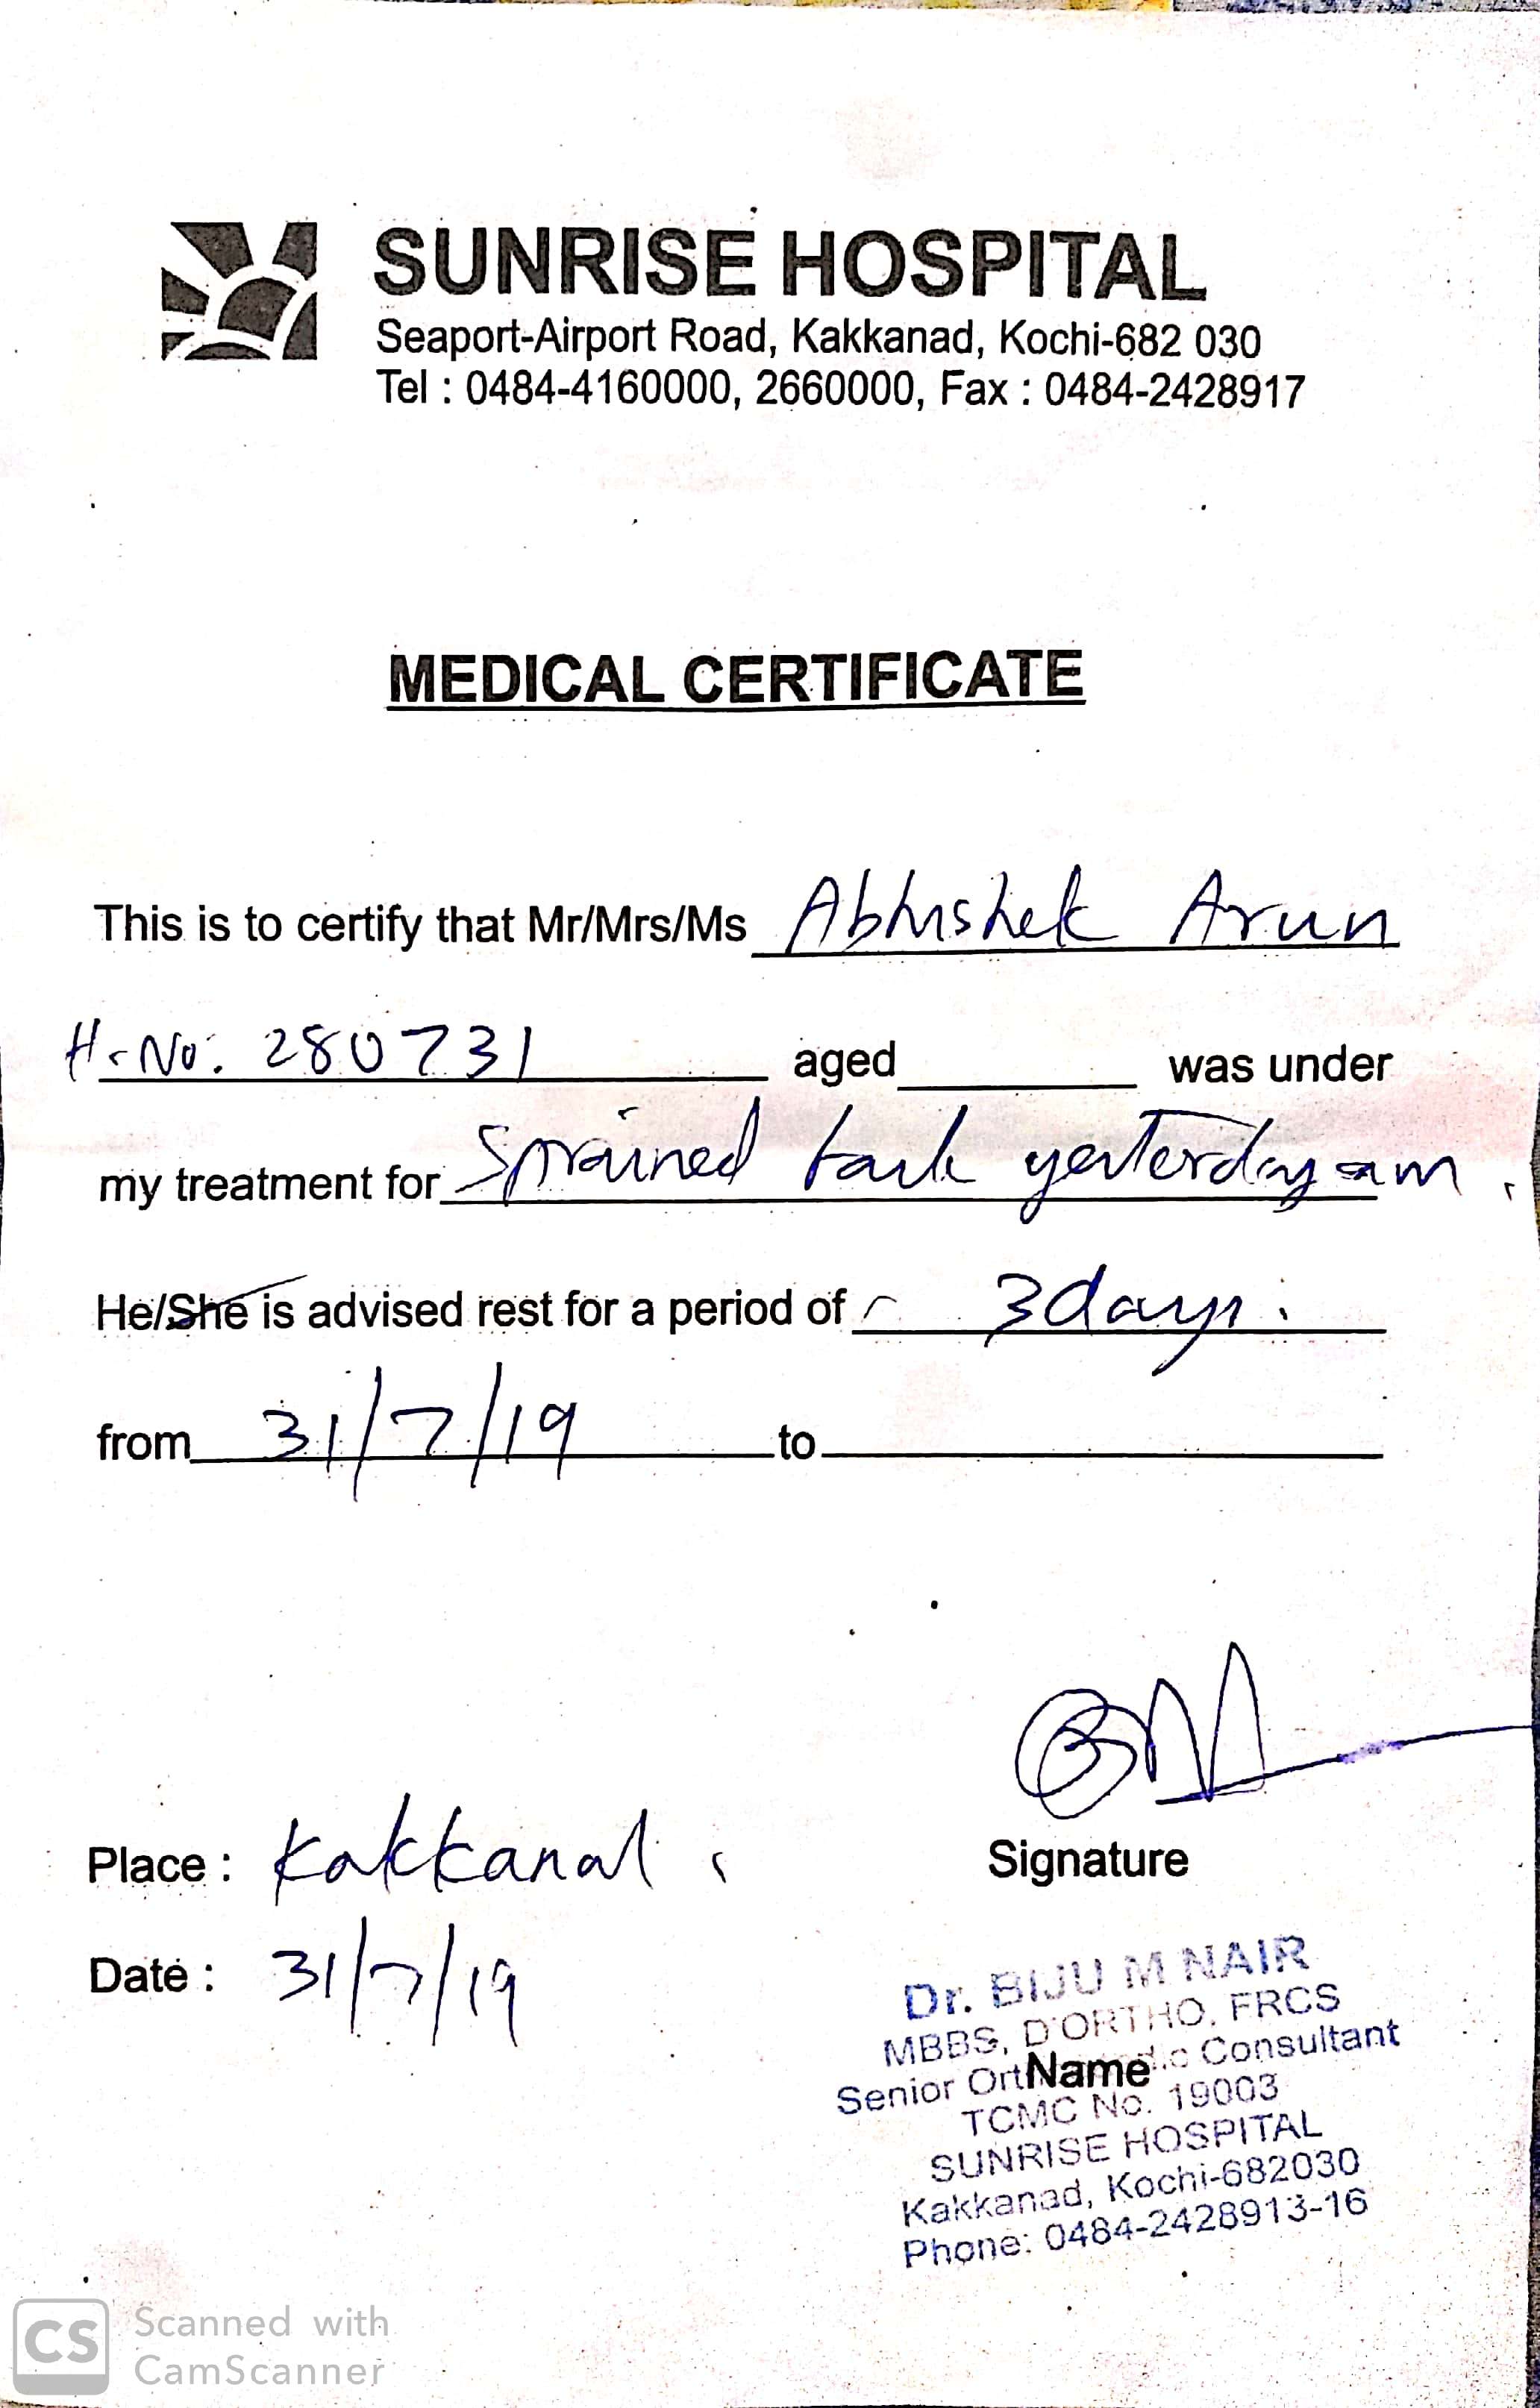 SUNRISE HOSPITAL
Seaport-Airport Road, Kakkanad, Kochi-682 030
Tel : 0484-4160000, 2660000, Fax : 0484-2428917
MEDICAL CERTIFICATE
This is to certify that Mr/Mrs/Ms Abhishek Arun
H.No. 280731 aged was under
my treatment for Sprained back yesterday am.
He/She is advised rest for a period of 3 days.
from 31/7/19 to
Signature
Place : Kakkanad
Date : 31/7/19
Dr. BIJU M NAIR
MBBS, D'ORTHO, FRCS
Senior Consultant
Name
TCMC No. 19003
SUNRISE HOSPITAL
Kakkanad, Kochi-682030
Phone: 0484-2428913-16
CS Scanned with
CamScanner